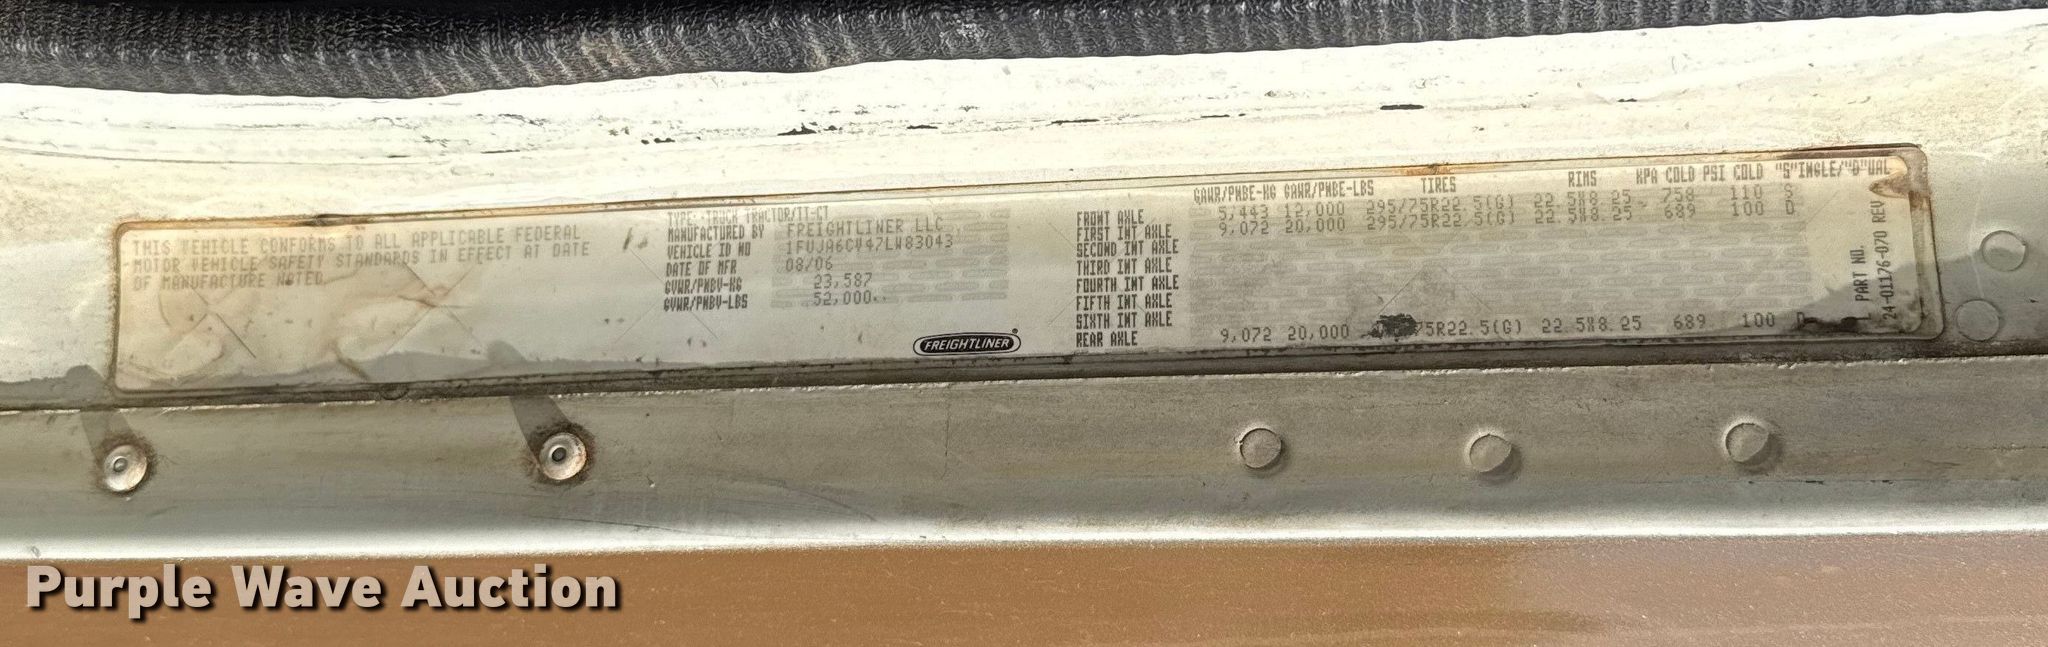 THIS VEHICLE CONFORMS TO ALL APPLICABLE FEDERAL
MOTOR VEHICLE SAFETY STANDARDS IN EFFECT AT DATE
OF MANUFACTURE NOTED.
TYPE: TRUCK TRACTOR/TT-CT
MANUFACTURED BY FREIGHTLINER LLC
VEHICLE ID NO 1FUJA6CV47LW83043
DATE OF MFR 08/06
GVWR/PNBV-KG 23,587
GVWR/PNBV-LBS 52,000
FREIGHTLINER®
GAWR/PNBE-KG GAWR/PNBE-LBS TIRES RIMS KPA COLD PSI COLD "S"INGLE/"D"UAL
FRONT AXLE 5,443 12,000 295/75R22.5(G) 22.5X8.25 758 110 S
FIRST INT AXLE 9,072 20,000 295/75R22.5(G) 22.5X8.25 689 100 D
SECOND INT AXLE
THIRD INT AXLE
FOURTH INT AXLE
FIFTH INT AXLE
SIXTH INT AXLE
REAR AXLE 9,072 20,000 75R22.5(G) 22.5X8.25 689 100 D
PART NO.
24-01176-070 REV
Purple Wave Auction